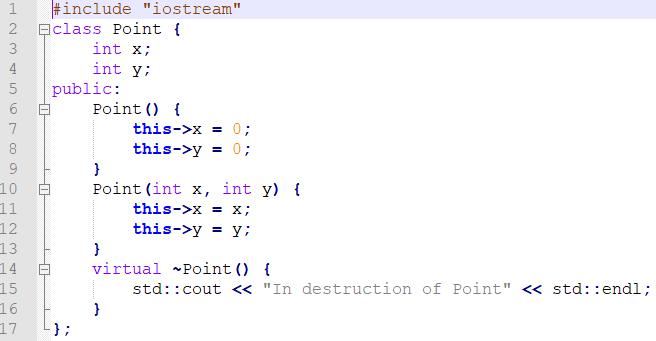 1 #include "iostream"
2 class Point {
3     int x;
4     int y;
5 public:
6     Point() {
7         this->x = 0;
8         this->y = 0;
9     }
10     Point(int x, int y) {
11         this->x = x;
12         this->y = y;
13     }
14     virtual ~Point() {
15         std::cout << "In destruction of Point" << std::endl;
16     }
17 };